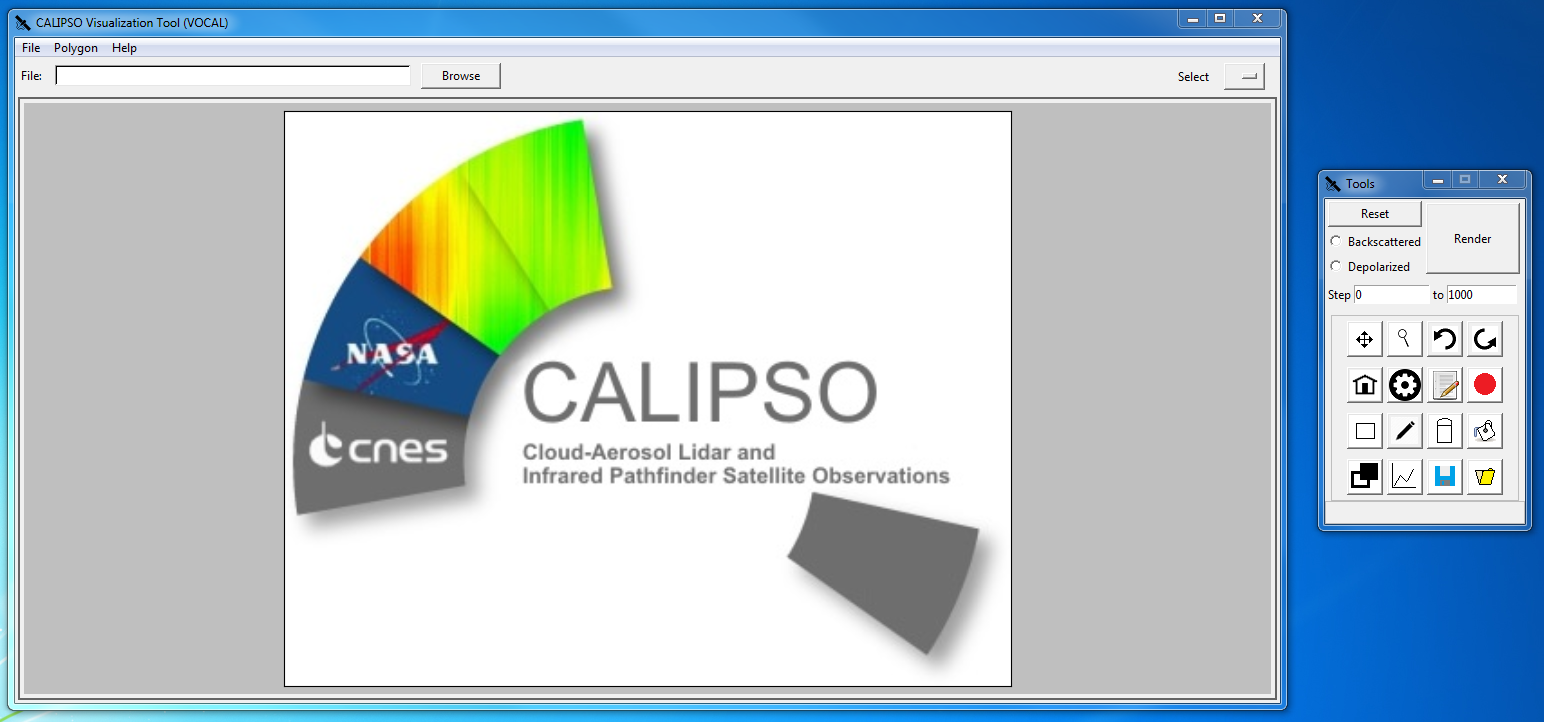 CALIPSO Visualization Tool (VOCAL)
File Polygon Help
File: Browse Select
NASA
cnes
CALIPSO
Cloud-Aerosol Lidar and
Infrared Pathfinder Satellite Observations
Tools
Reset
Render
Backscattered
Depolarized
Step 0 to 1000